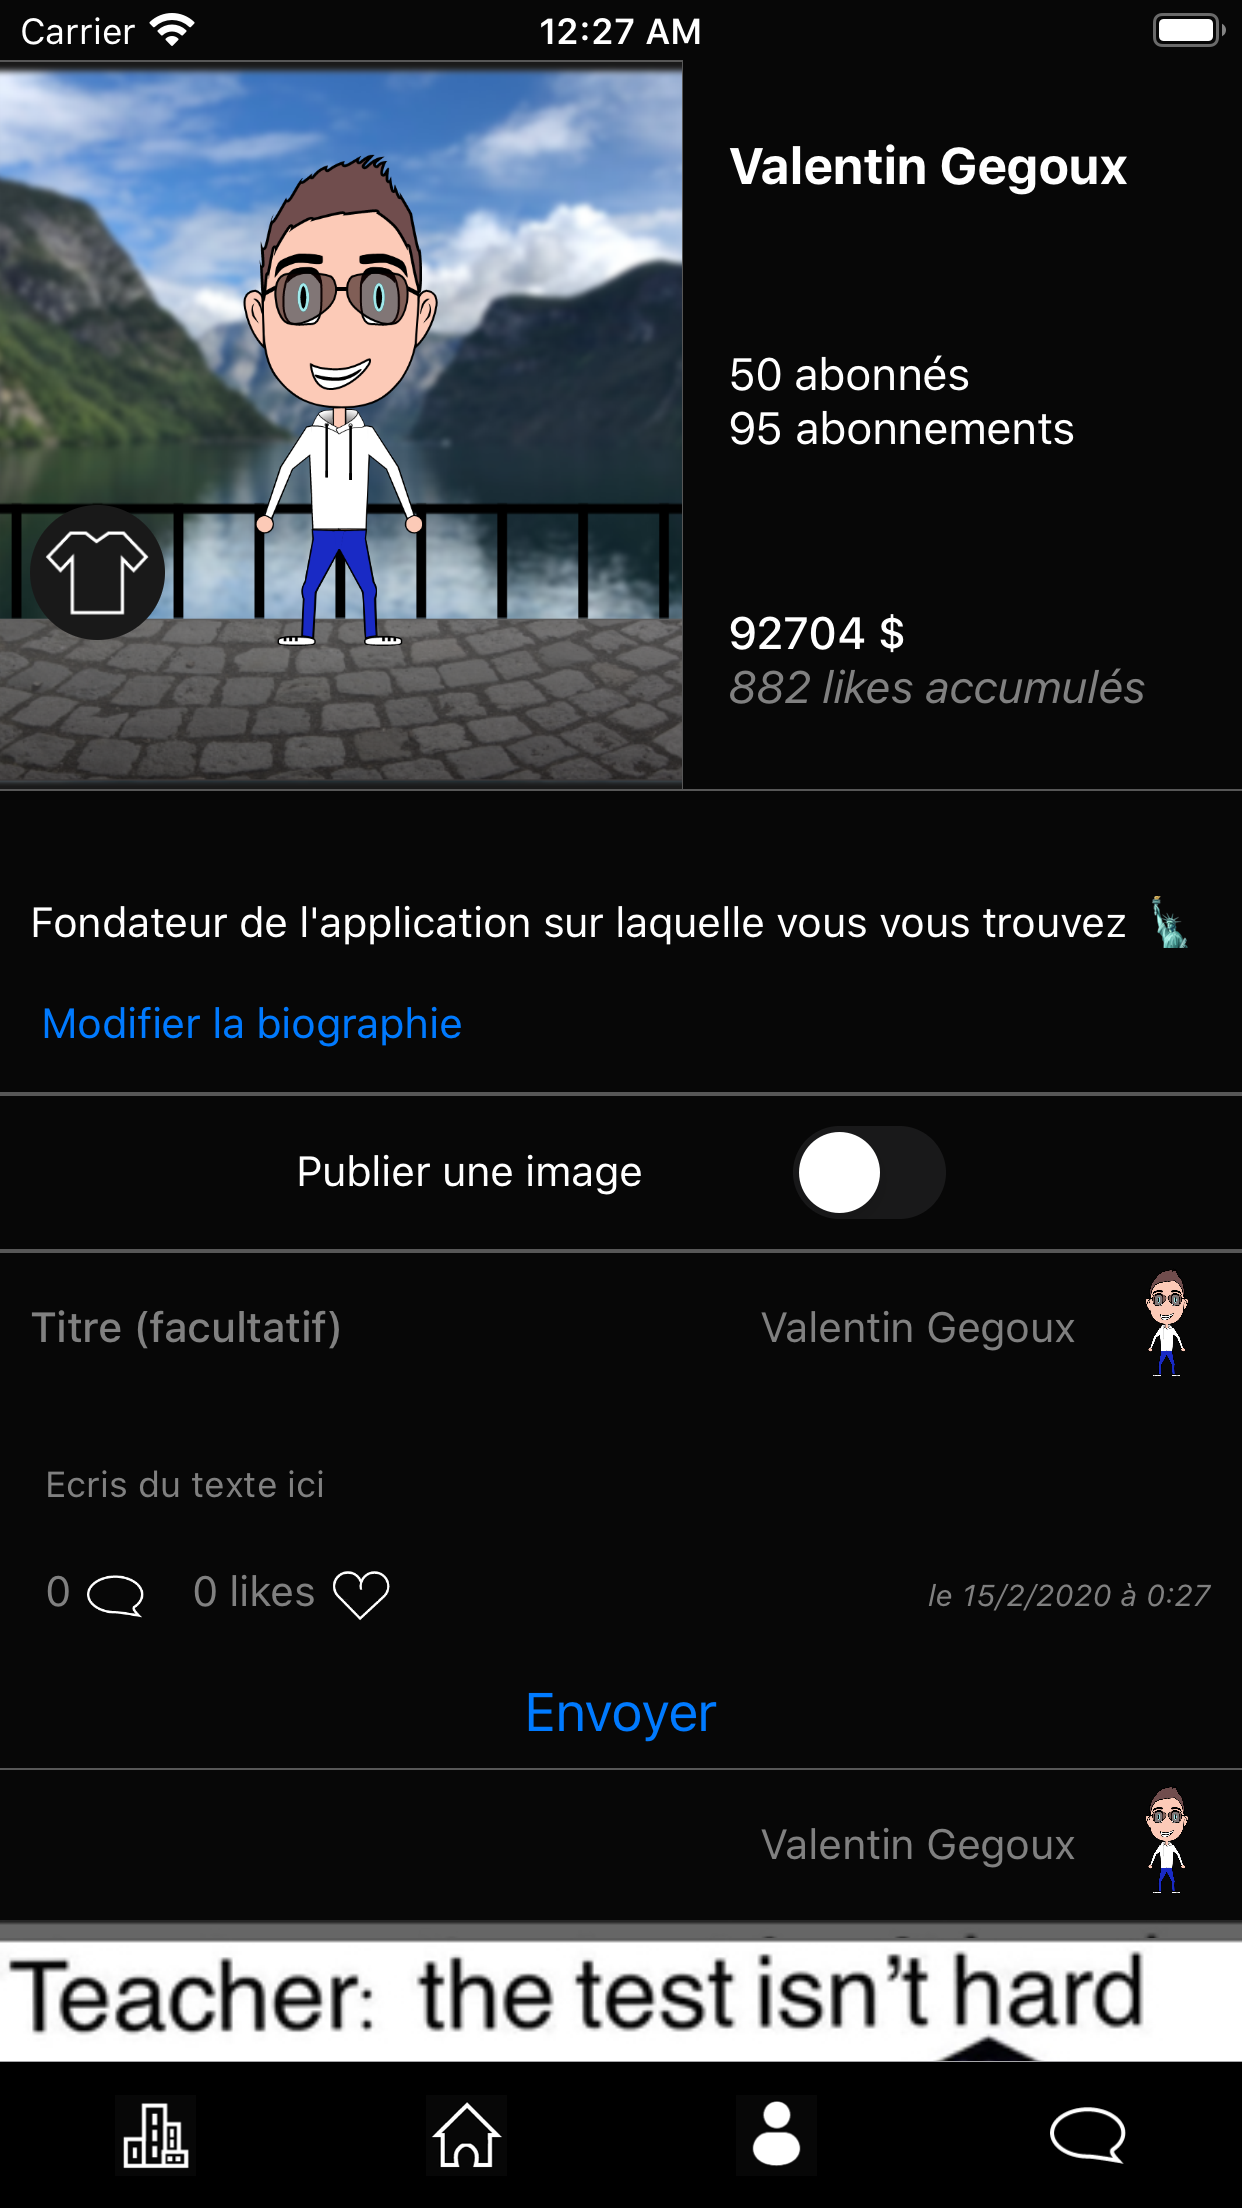 Carrier 12:27 AM
Valentin Gegoux
50 abonnés
95 abonnements
92704 $
882 likes accumulés
Fondateur de l'application sur laquelle vous vous trouvez 🗽
Modifier la biographie
Publier une image
Titre (facultatif) Valentin Gegoux
Ecris du texte ici
0 0 likes le 15/2/2020 à 0:27
Envoyer
Valentin Gegoux
Teacher: the test isn't hard